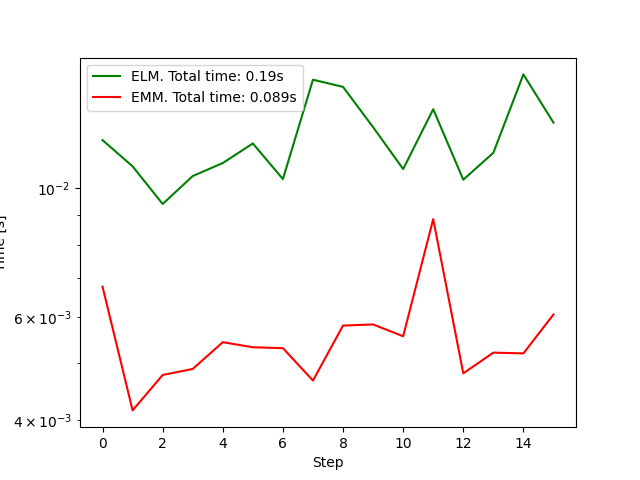 ELM. Total time: 0.19s
EMM. Total time: 0.089s
10⁻²
6 × 10⁻³
4 × 10⁻³
Time [s]
0 2 4 6 8 10 12 14
Step